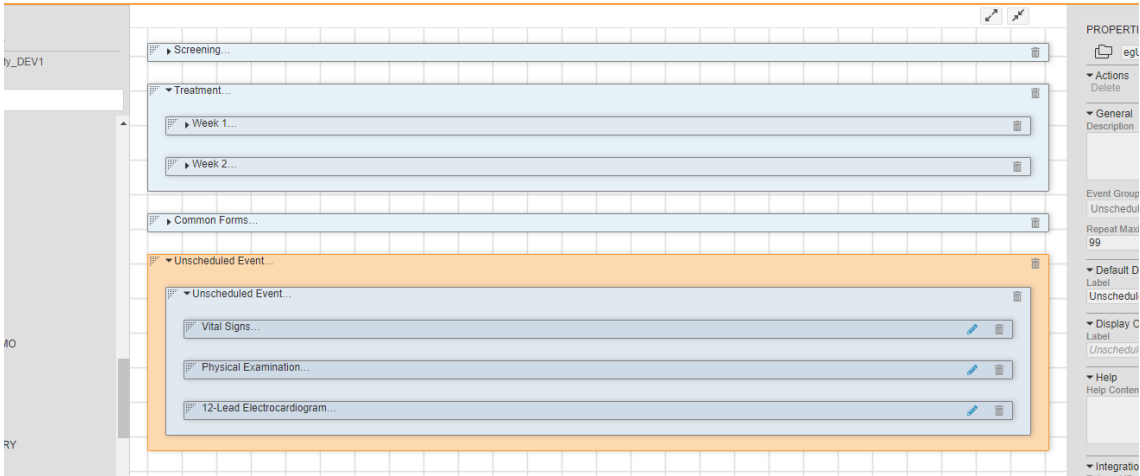 ly_DEV1
MO
RY
Screening...
Treatment...
Week 1...
Week 2...
Common Forms...
Unscheduled Event...
Unscheduled Event...
Vital Signs...
Physical Examination...
12-Lead Electrocardiogram...
PROPERTI
egU
Actions
Delete
General
Description
Event Group
Unschedul
Repeat Maxi
99
Default D
Label
Unschedule
Display C
Label
Unschedule
Help
Help Conten
Integratio